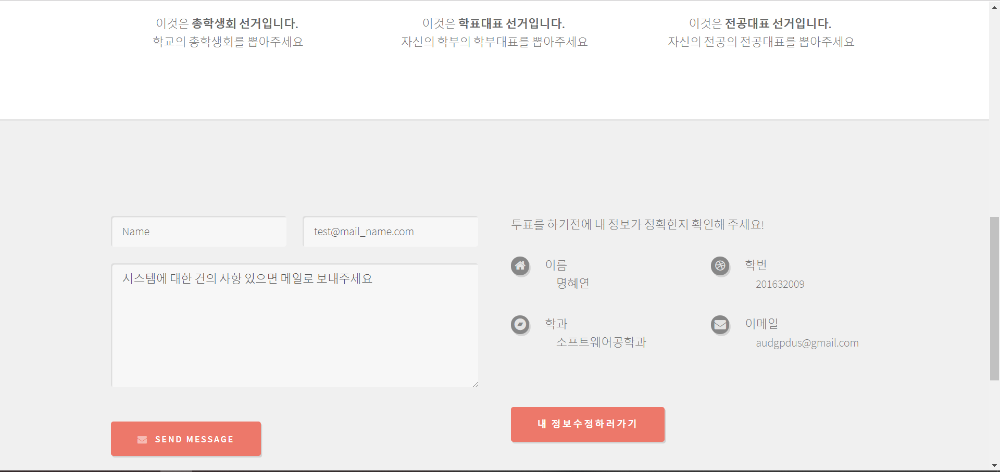 이것은 총학생회 선거입니다.
학교의 총학생회를 뽑아주세요
이것은 학표대표 선거입니다.
자신의 학부의 학부대표를 뽑아주세요
이것은 전공대표 선거입니다.
자신의 전공의 전공대표를 뽑아주세요
Name
test@mail_name.com
시스템에 대한 건의 사항 있으면 메일로 보내주세요
SEND MESSAGE
투표를 하기전에 내 정보가 정확한지 확인해 주세요!
이름
명혜연
학번
201632009
학과
소프트웨어공학과
이메일
audgpdus@gmail.com
내 정보수정하러가기